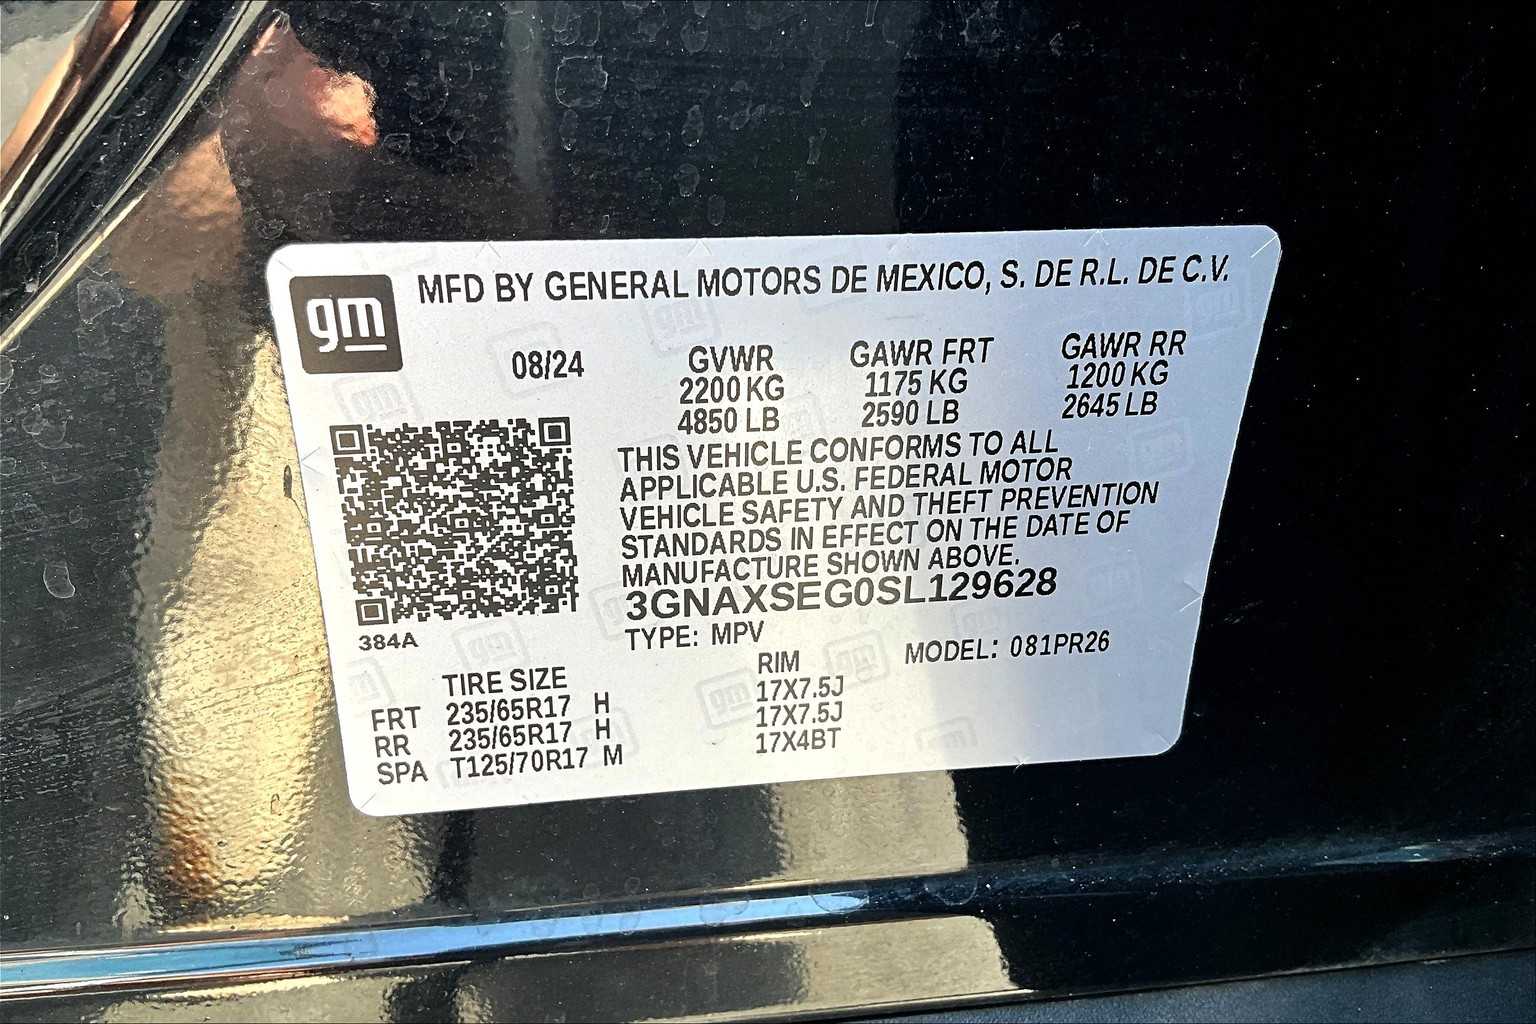 gm
MFD BY GENERAL MOTORS DE MEXICO, S. DE R.L. DE C.V.
08/24
GVWR GAWR FRT GAWR RR
2200 KG 1175 KG 1200 KG
4850 LB 2590 LB 2645 LB
THIS VEHICLE CONFORMS TO ALL
APPLICABLE U.S. FEDERAL MOTOR
VEHICLE SAFETY AND THEFT PREVENTION
STANDARDS IN EFFECT ON THE DATE OF
MANUFACTURE SHOWN ABOVE.
3GNAXSEG0SL129628
384A
TYPE: MPV MODEL: 081PR26
TIRE SIZE RIM
FRT 235/65R17 H 17X7.5J
RR 235/65R17 H 17X7.5J
SPA T125/70R17 M 17X4BT